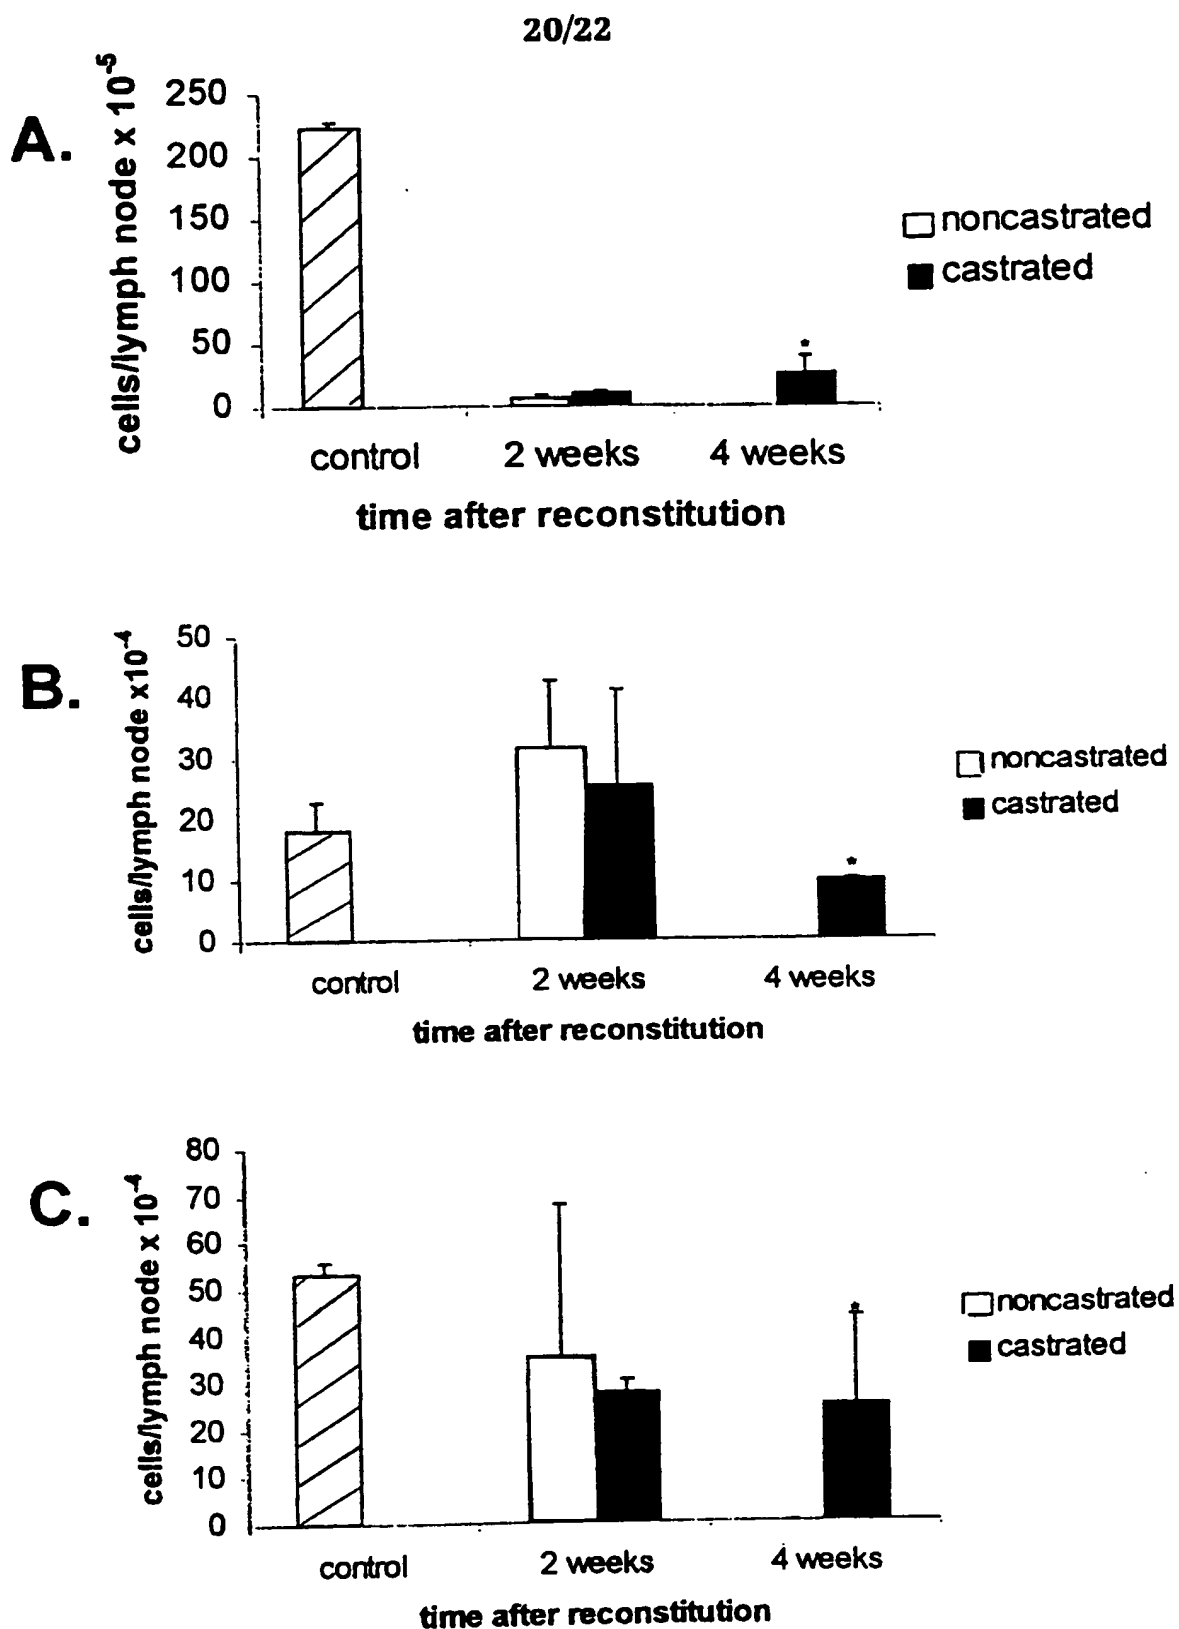 20/22
A.
cells/lymph node x 10⁻⁵
250
200
150
100
50
0
*
noncastrated
castrated
control
2 weeks
4 weeks
time after reconstitution
B.
cells/lymph node x10⁻⁴
50
40
30
20
10
0
*
noncastrated
castrated
control
2 weeks
4 weeks
time after reconstitution
C.
cells/lymph node x 10⁻⁴
80
70
60
50
40
30
20
10
0
*
noncastrated
castrated
control
2 weeks
4 weeks
time after reconstitution